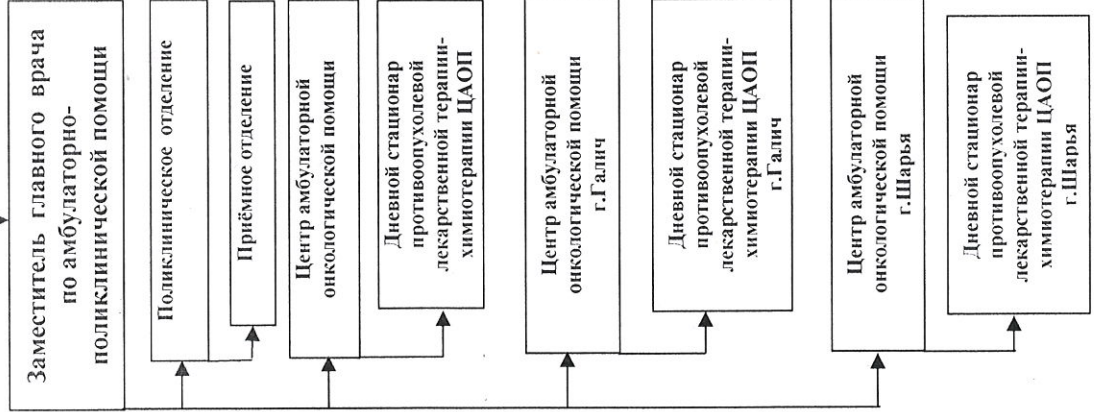 Заместитель главного врача
по амбулаторно-
поликлинической помощи
Поликлиническое отделение
Приёмное отделение
Центр амбулаторной
онкологической помощи
Дневной стационар
противоопухолевой
лекарственной терапии-
химиотерапии ЦАОП
Центр амбулаторной
онкологической помощи
г.Галич
Дневной стационар
противоопухолевой
лекарственной терапии-
химиотерапии ЦАОП
г.Галич
Центр амбулаторной
онкологической помощи
г.Шарья
Дневной стационар
противоопухолевой
лекарственной терапии-
химиотерапии ЦАОП
г.Шарья